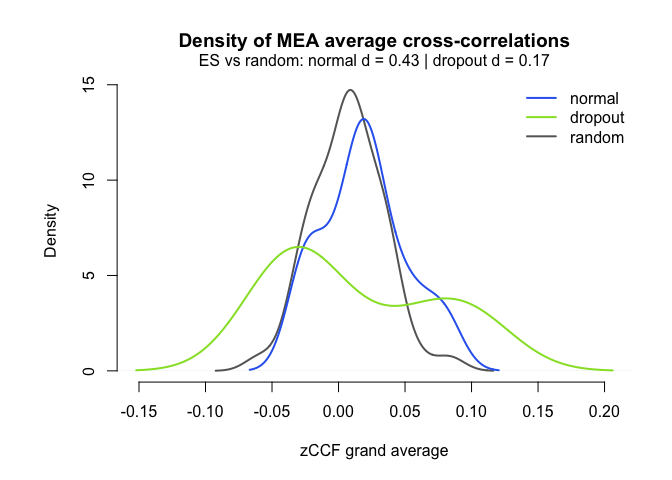 Density of MEA average cross-correlations
ES vs random: normal d = 0.43 | dropout d = 0.17
normal
dropout
random
15
10
5
0
Density
-0.15 -0.10 -0.05 0.00 0.05 0.10 0.15 0.20
zCCF grand average